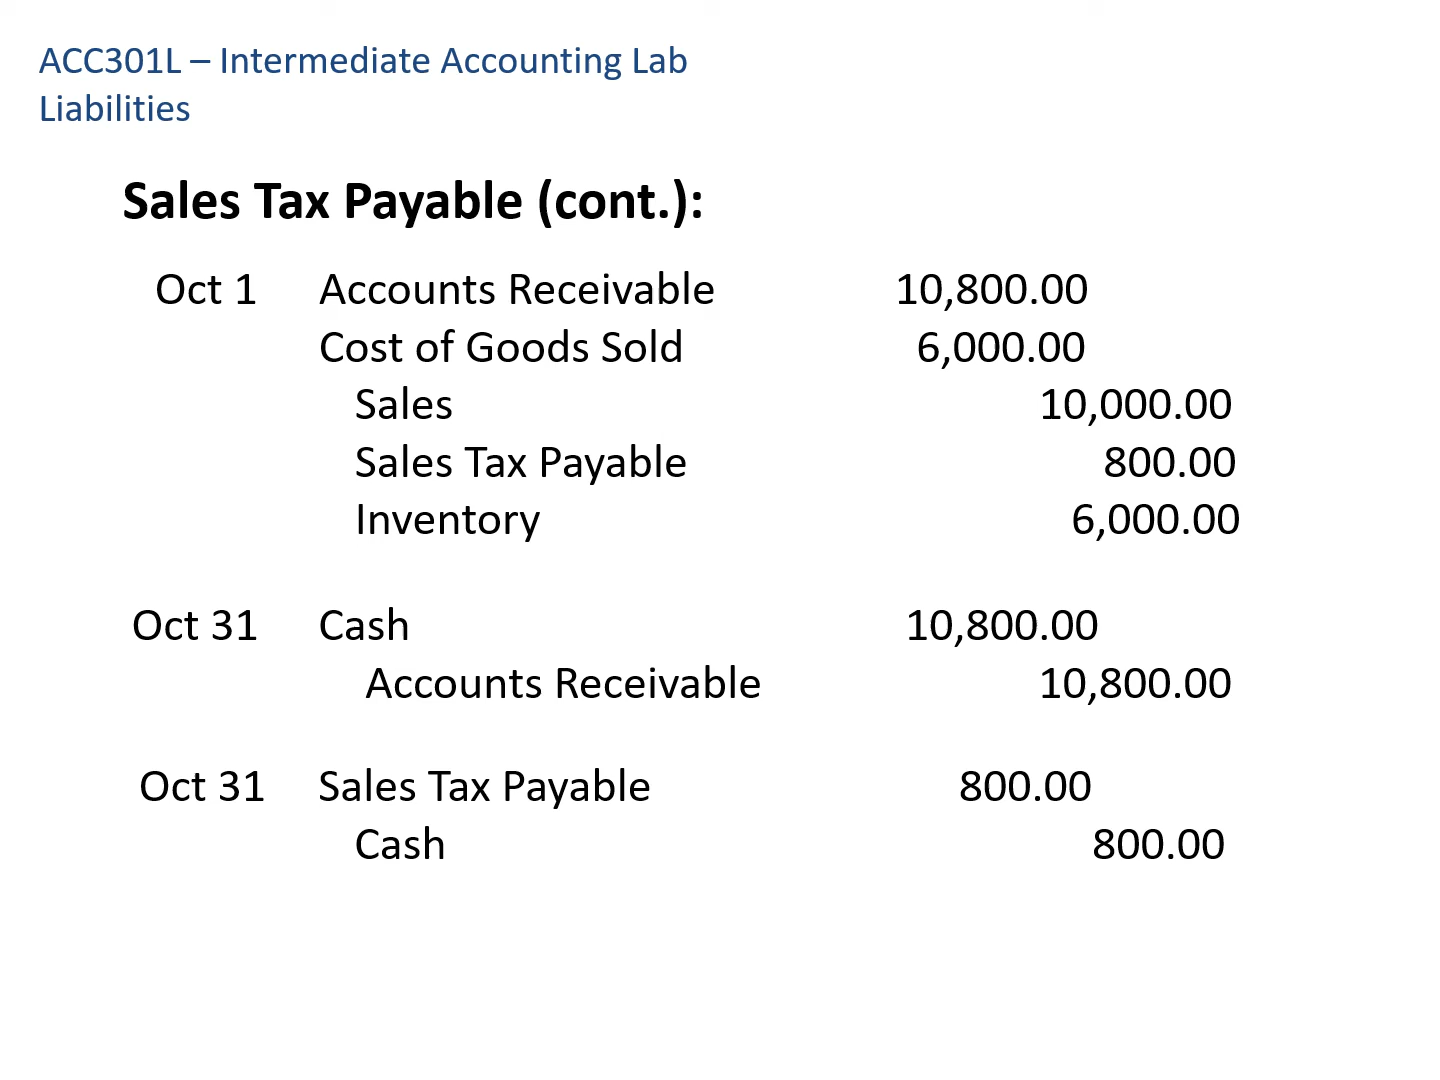 ACC301L – Intermediate Accounting Lab
Liabilities
Sales Tax Payable (cont.):
Oct 1 Accounts Receivable 10,800.00
Cost of Goods Sold 6,000.00
Sales 10,000.00
Sales Tax Payable 800.00
Inventory 6,000.00
Oct 31 Cash 10,800.00
Accounts Receivable 10,800.00
Oct 31 Sales Tax Payable 800.00
Cash 800.00